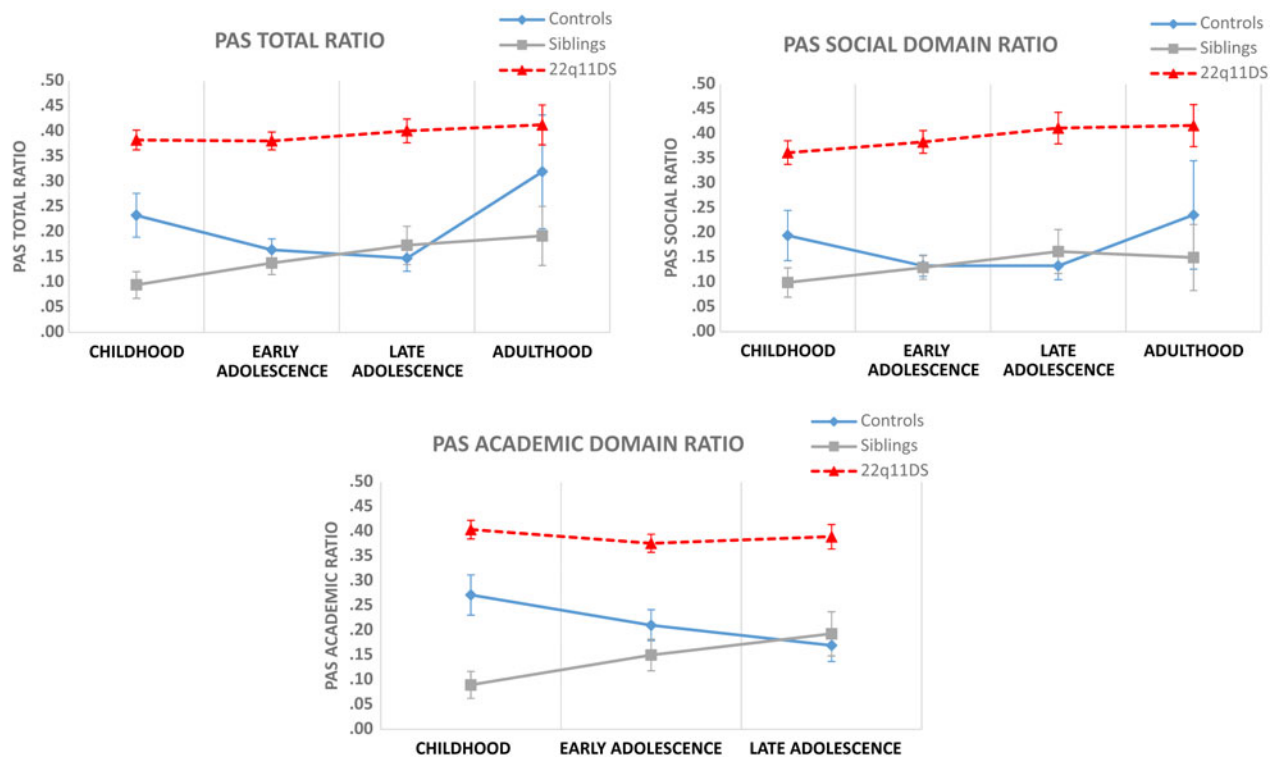 PAS TOTAL RATIO
Controls
Siblings
22q11DS
PAS TOTAL RATIO
.50
.45
.40
.35
.30
.25
.20
.15
.10
.05
.00
CHILDHOOD
EARLY
ADOLESCENCE
LATE
ADOLESCENCE
ADULTHOOD
PAS SOCIAL DOMAIN RATIO
Controls
Siblings
22q11DS
PAS SOCIAL RATIO
.50
.45
.40
.35
.30
.25
.20
.15
.10
.05
.00
CHILDHOOD
EARLY
ADOLESCENCE
LATE
ADOLESCENCE
ADULTHOOD
PAS ACADEMIC DOMAIN RATIO
Controls
Siblings
22q11DS
PAS ACADEMIC RATIO
.50
.45
.40
.35
.30
.25
.20
.15
.10
.05
.00
CHILDHOOD
EARLY ADOLESCENCE
LATE ADOLESCENCE